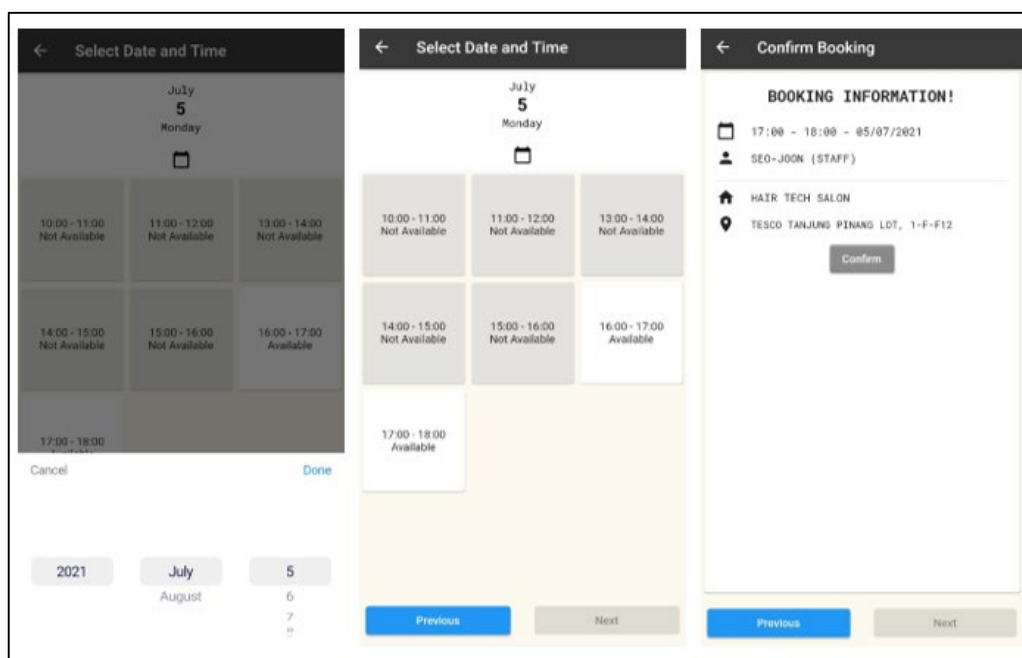 Select Date and Time
July
5
Monday
10:00 - 11:00
Not Available
11:00 - 12:00
Not Available
13:00 - 14:00
Not Available
14:00 - 15:00
Not Available
15:00 - 16:00
Not Available
16:00 - 17:00
Available
17:00 - 18:00
Cancel
Done
2021
July
5
August
6
7
Select Date and Time
July
5
Monday
10:00 - 11:00
Not Available
11:00 - 12:00
Not Available
13:00 - 14:00
Not Available
14:00 - 15:00
Not Available
15:00 - 16:00
Not Available
16:00 - 17:00
Available
17:00 - 18:00
Available
Previous
Next
Confirm Booking
BOOKING INFORMATION!
17:00 - 18:00 - 05/07/2021
SEO-JOON (STAFF)
HAIR TECH SALON
TESCO TANJUNG PINANG LOT, 1-F-F12
Confirm
Previous
Next